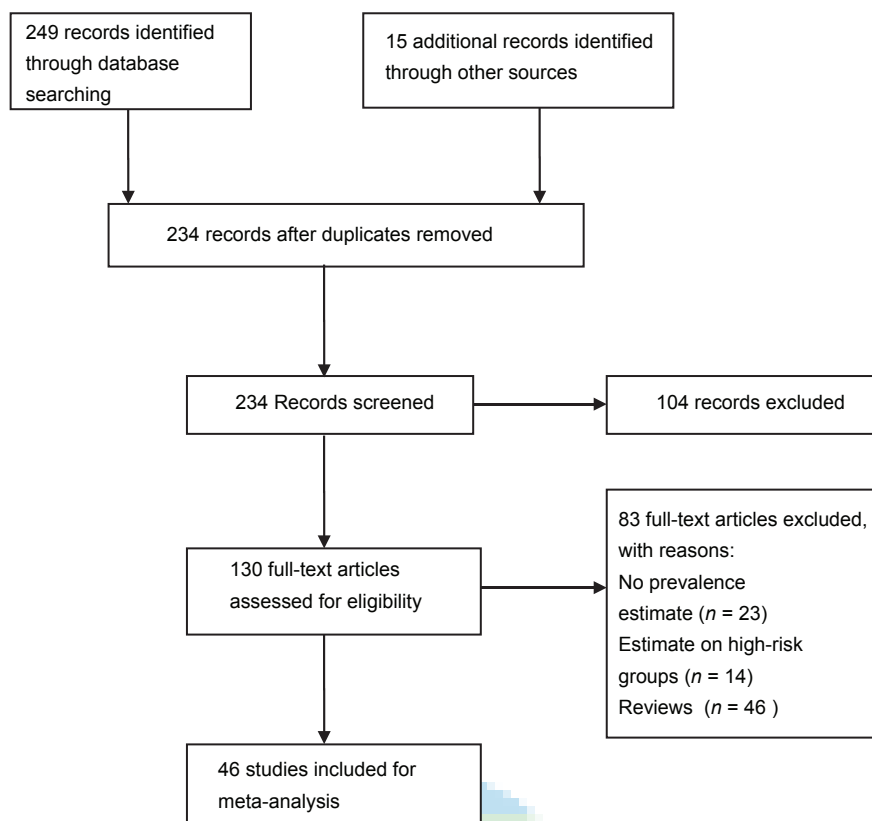 249 records identified
through database
searching
15 additional records identified
through other sources
234 records after duplicates removed
234 Records screened
104 records excluded
130 full-text articles
assessed for eligibility
83 full-text articles excluded,
with reasons:
No prevalence
estimate (n = 23)
Estimate on high-risk
groups (n = 14)
Reviews  (n = 46 )
46 studies included for
meta-analysis